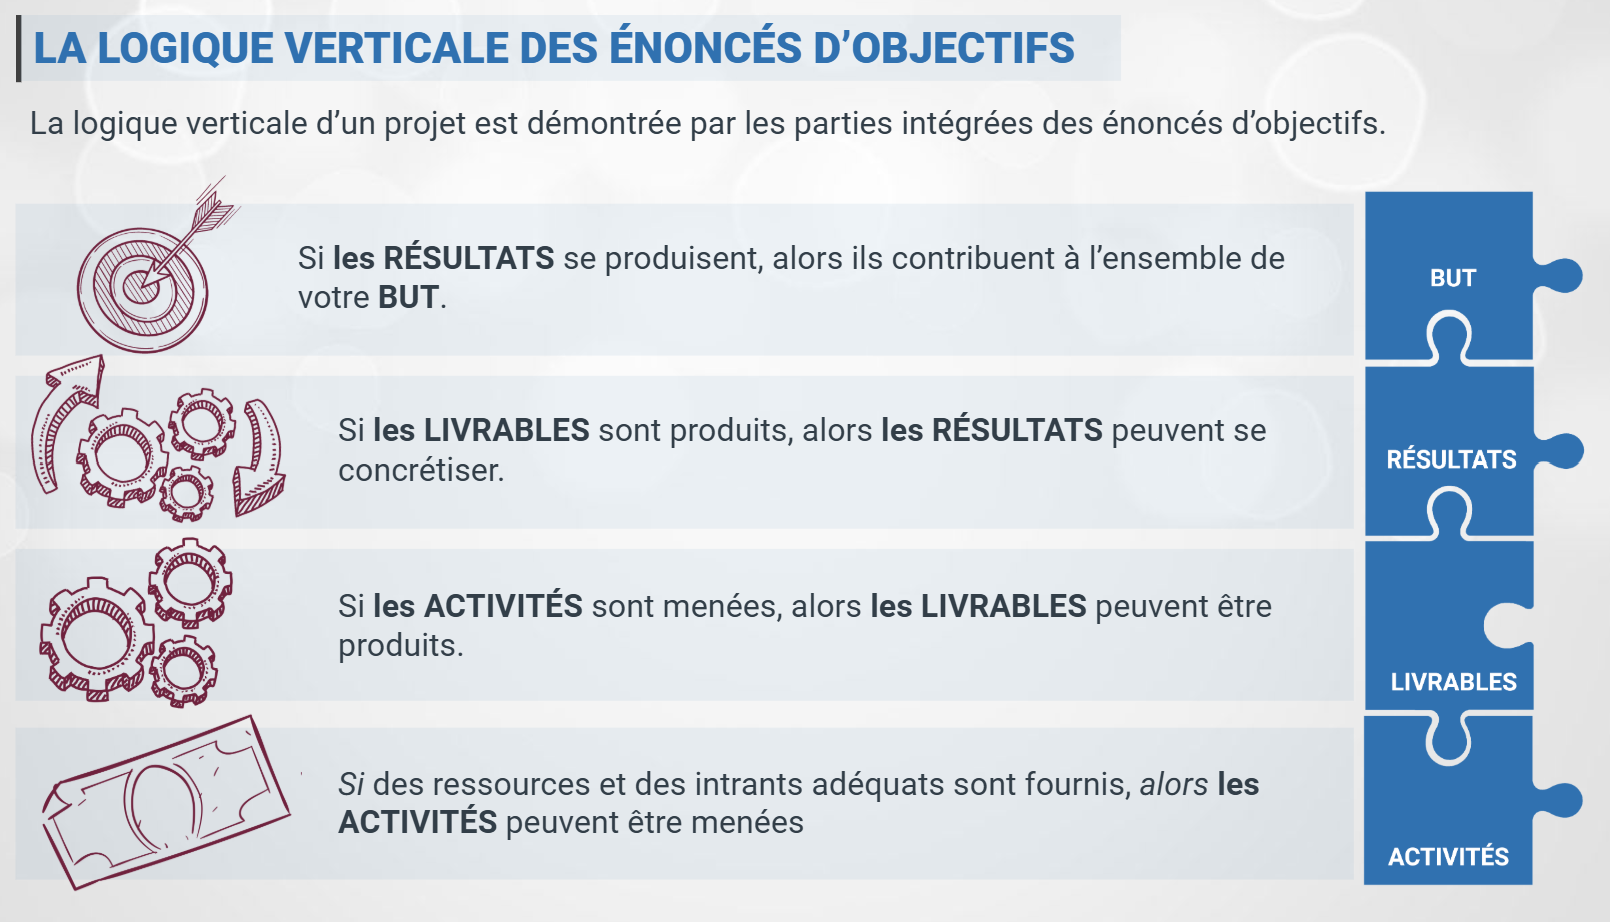 LA LOGIQUE VERTICALE DES ÉNONCÉS D’OBJECTIFS
La logique verticale d’un projet est démontrée par les parties intégrées des énoncés d’objectifs.
Si les RÉSULTATS se produisent, alors ils contribuent à l’ensemble de
votre BUT.
BUT
Si les LIVRABLES sont produits, alors les RÉSULTATS peuvent se
concrétiser.
RÉSULTATS
Si les ACTIVITÉS sont menées, alors les LIVRABLES peuvent être
produits.
LIVRABLES
Si des ressources et des intrants adéquats sont fournis, alors les
ACTIVITÉS peuvent être menées
ACTIVITÉS